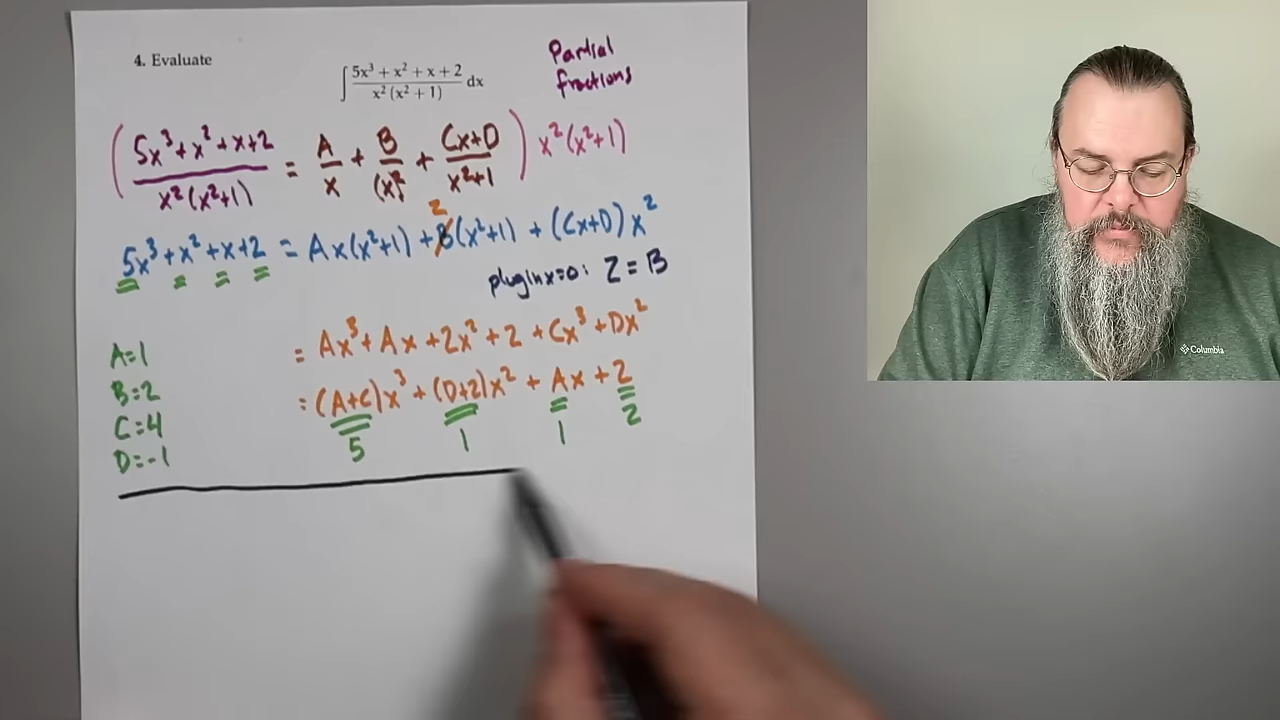 4. Evaluate
∫ (5x³ + x² + x + 2)/(x² (x² + 1)) dx
Partial
fractions
( (5x³+x²+x+2)/(x²(x²+1)) = A/x + B/(x)² + (Cx+D)/(x²+1) ) x²(x²+1)
2
5x³+x²+x+2 = Ax(x²+1) + B(x²+1) + (Cx+D)x²
plug in x=0: 2=B
= Ax³+Ax+2x²+2+Cx³+Dx²
= (A+C)x³+(D+2)x²+Ax+2
5 1 1 2
A=1
B=2
C=4
D=-1
Columbia